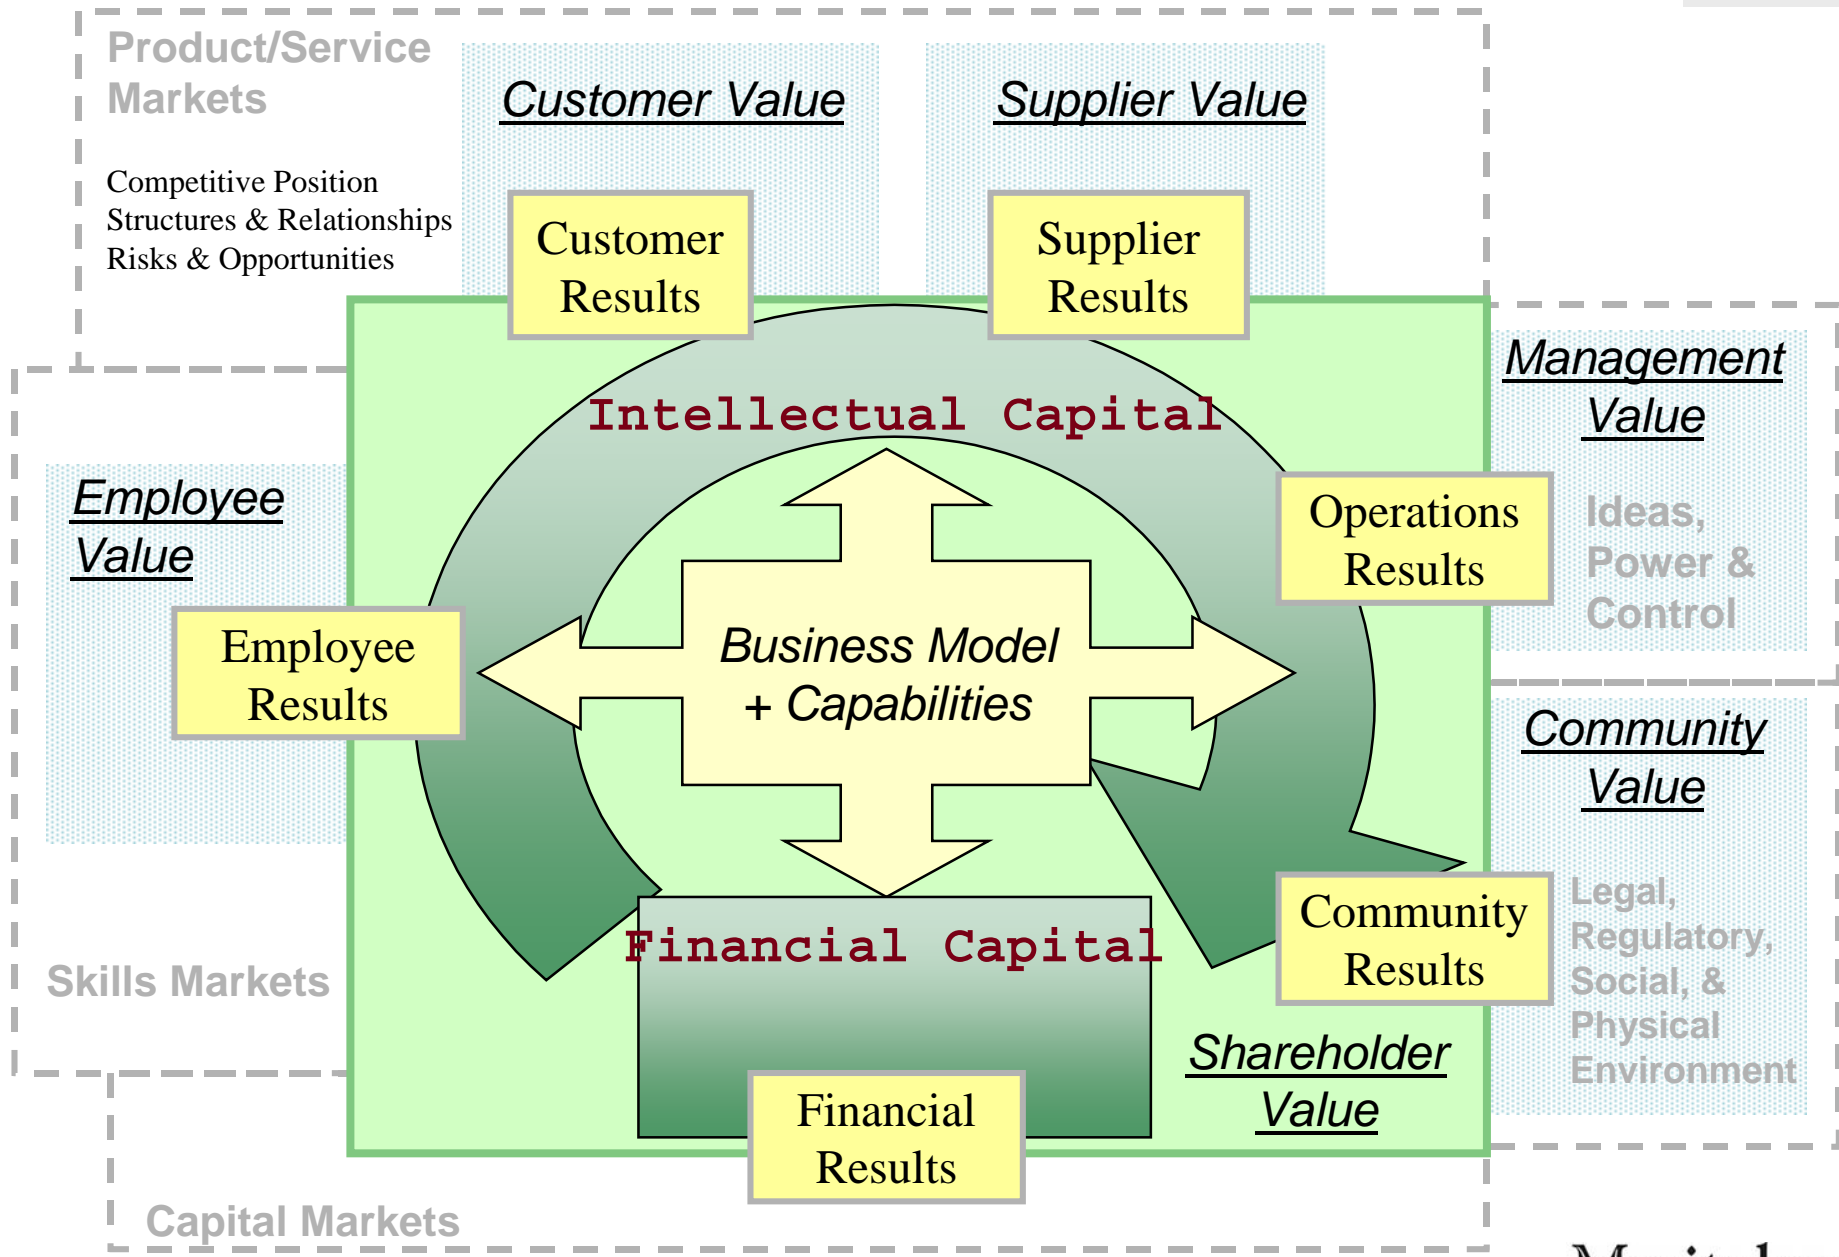 Product/Service
Markets
Competitive Position
Structures & Relationships
Risks & Opportunities
Customer Value
Supplier Value
Customer
Results
Supplier
Results
Management
Value
Intellectual Capital
Employee
Value
Operations
Results
Ideas,
Power &
Control
Employee
Results
Business Model
+ Capabilities
Community
Value
Community
Results
Legal,
Regulatory,
Social, &
Physical
Environment
Financial Capital
Skills Markets
Shareholder
Value
Financial
Results
Capital Markets